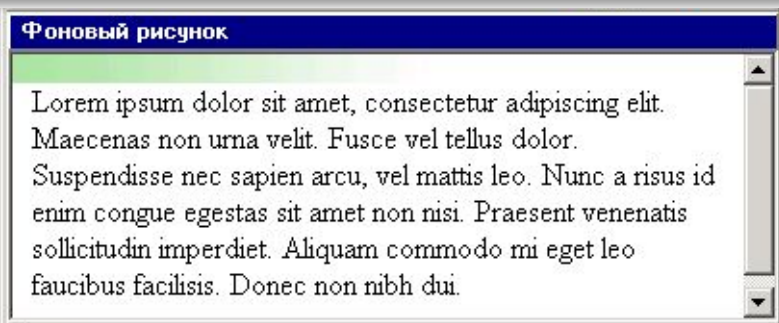 Фоновый рисунок
Lorem ipsum dolor sit amet, consectetur adipiscing elit.
Maecenas non urna velit. Fusce vel tellus dolor.
Suspendisse nec sapien arcu, vel mattis leo. Nunc a risus id
enim congue egestas sit amet non nisi. Praesent venenatis
sollicitudin imperdiet. Aliquam commodo mi eget leo
faucibus facilisis. Donec non nibh dui.